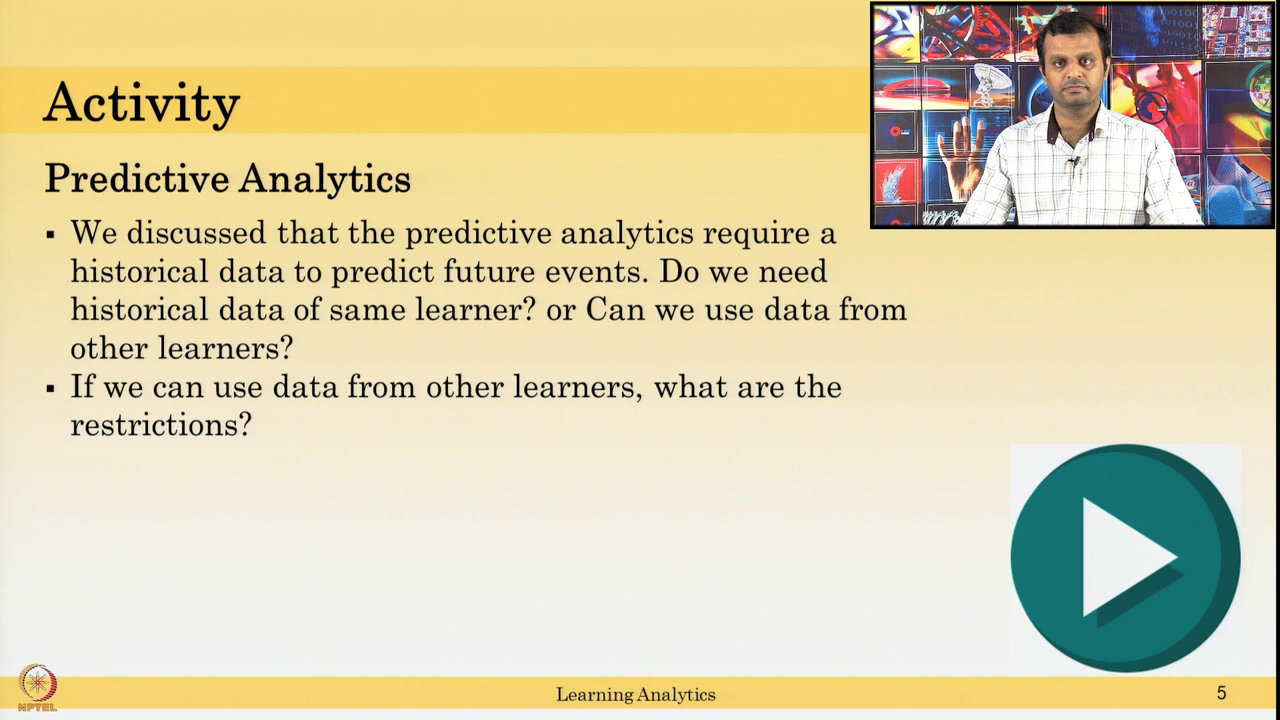 Activity
Predictive Analytics
▪ We discussed that the predictive analytics require a
historical data to predict future events. Do we need
historical data of same learner? or Can we use data from
other learners?
▪ If we can use data from other learners, what are the
restrictions?
NPTEL
Learning Analytics
5